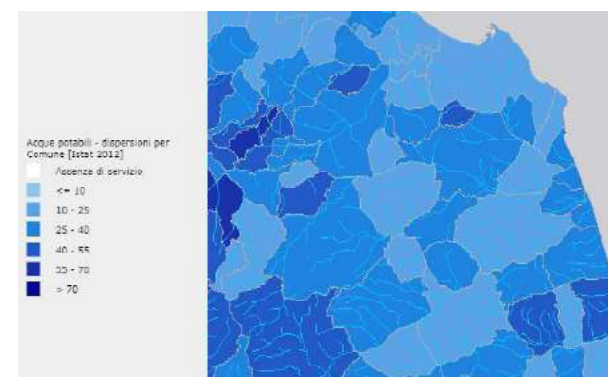 Acque potabili - dispersioni per
Comune [Istat 2012]
Assenza di servizio
<= 10
10 - 25
25 - 40
40 - 55
55 - 70
> 70